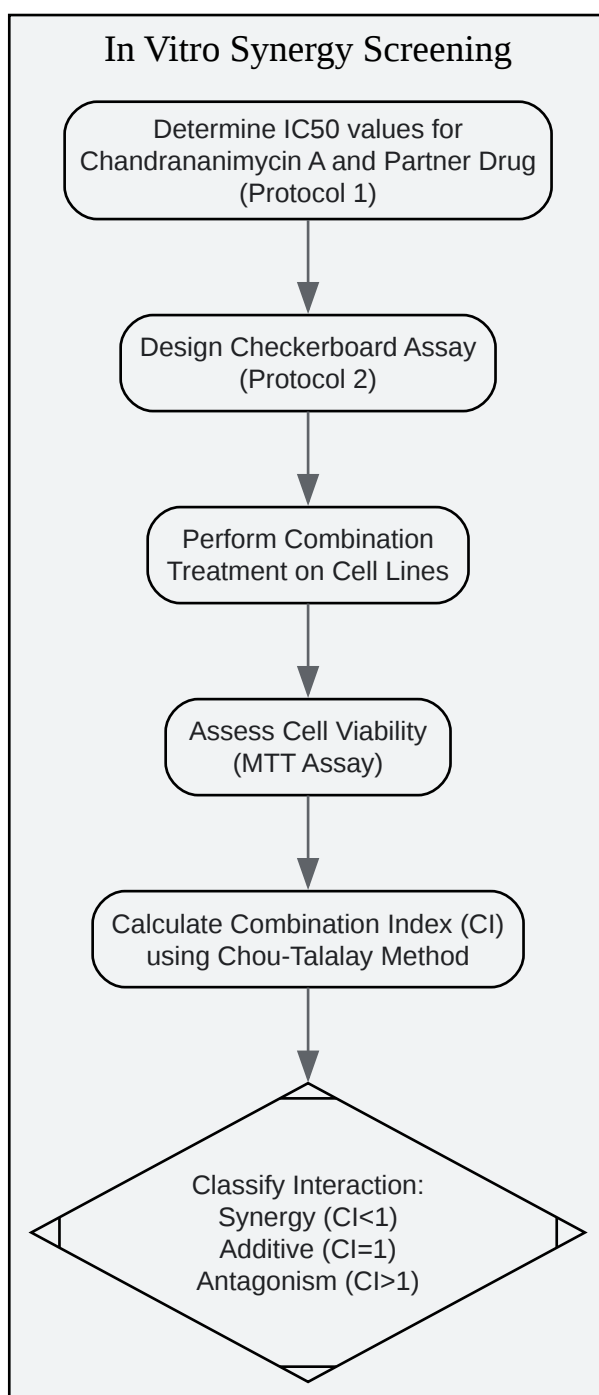 In Vitro Synergy Screening
Determine IC50 values for
Chandrananimycin A and Partner Drug
(Protocol 1)
Design Checkerboard Assay
(Protocol 2)
Perform Combination
Treatment on Cell Lines
Assess Cell Viability
(MTT Assay)
Calculate Combination Index (CI)
using Chou-Talalay Method
Classify Interaction:
Synergy (CI<1)
Additive (CI=1)
Antagonism (CI>1)